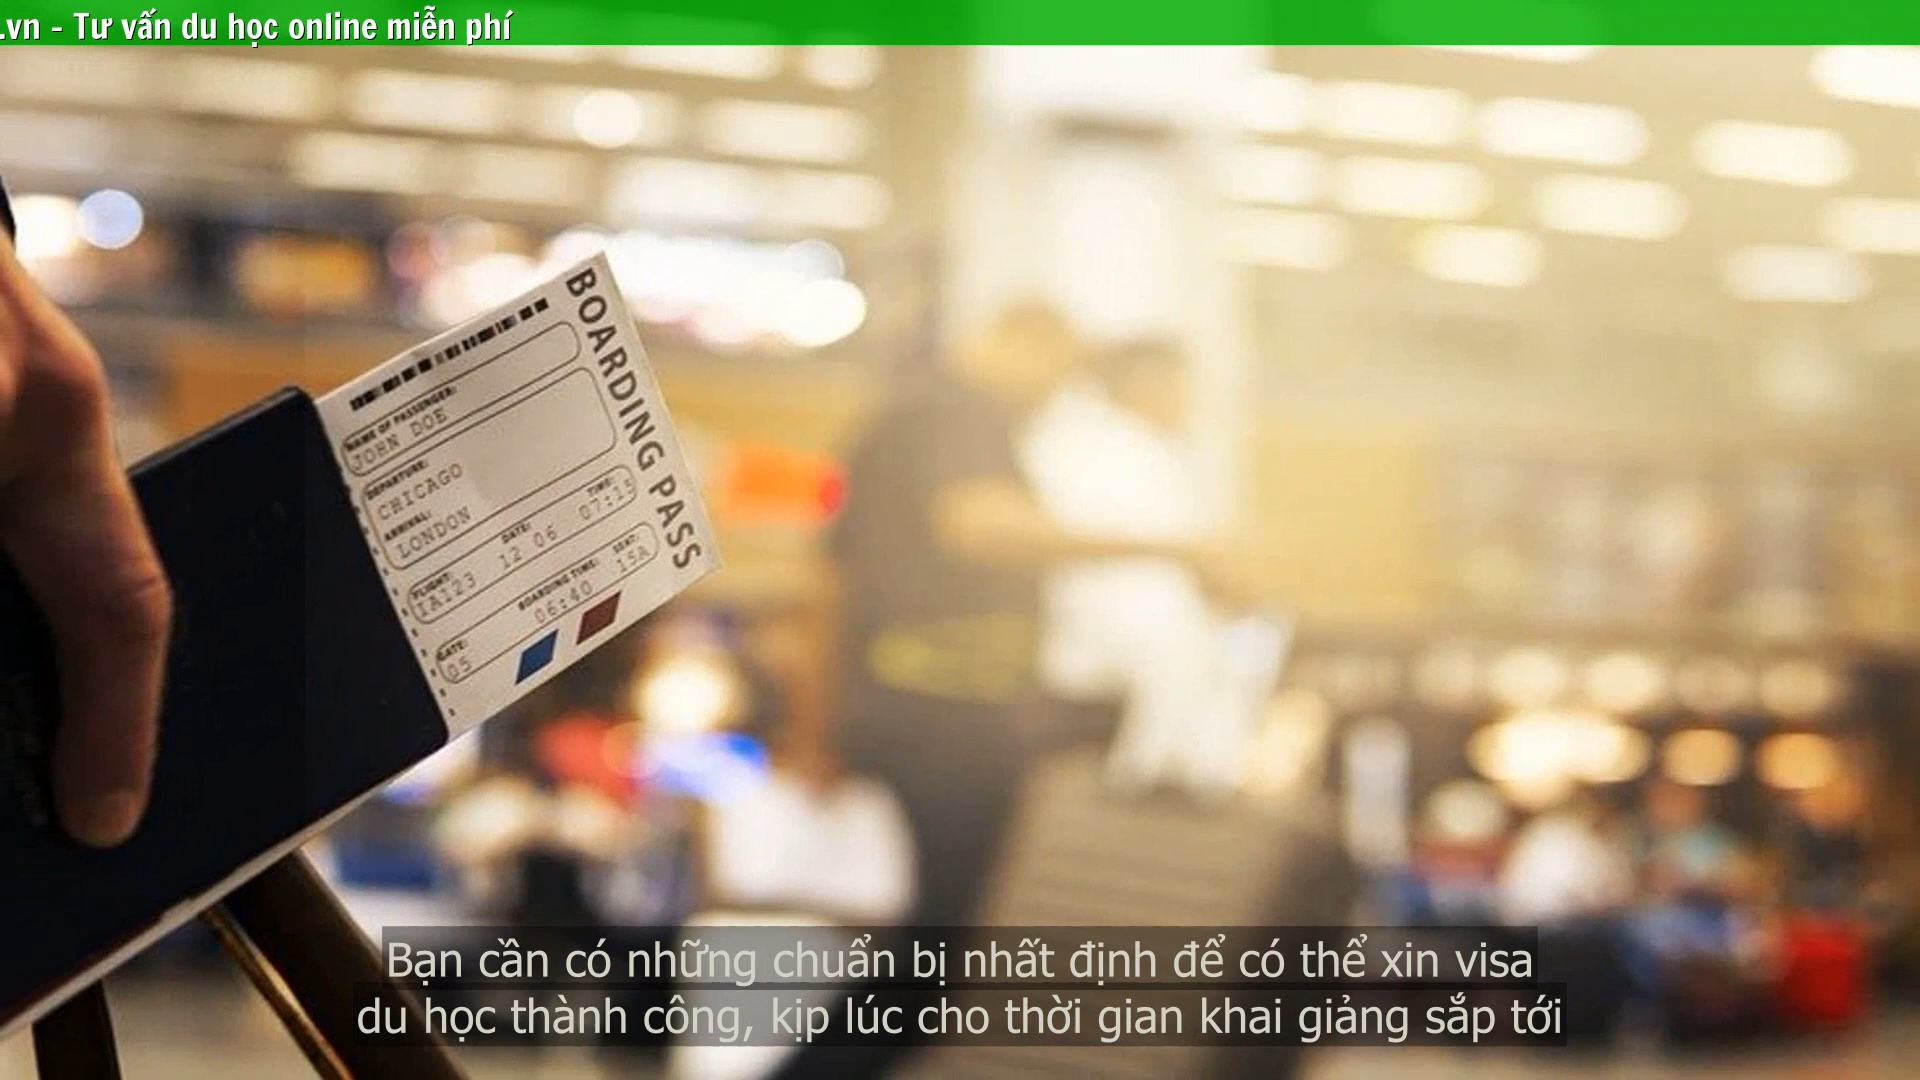 .vn - Tư vấn du học online miễn phí
BOARDING PASS
NAME OF PASSENGER:
JOHN DOE
DEPARTURE:
CHICAGO
ARRIVAL:
LONDON
FLIGHT: DATE: TIME:
IA123 12 06 07:15
GATE: BOARDING TIME: SEAT:
05 06:40 15A
Bạn cần có những chuẩn bị nhất định để có thể xin visa
du học thành công, kịp lúc cho thời gian khai giảng sắp tới